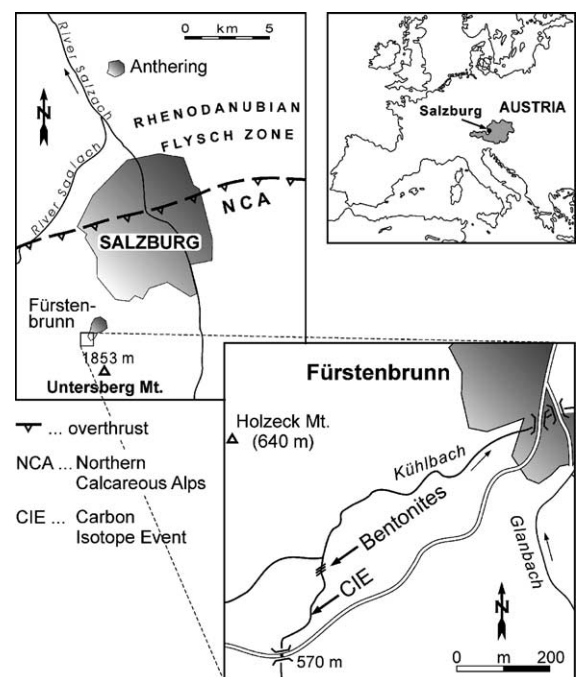 0 km 5
River Salzach
Anthering
N
RHENODANUBIAN
FLYSCH ZONE
River Saalach
NCA
SALZBURG
Fürsten-
brunn
1853 m
Untersberg Mt.
AUSTRIA
Salzburg
... overthrust
NCA ... Northern
Calcareous Alps
CIE ... Carbon
Isotope Event
Fürstenbrunn
Holzeck Mt.
(640 m)
Kühlbach
Bentonites
CIE
Glanbach
N
570 m
0 m 200